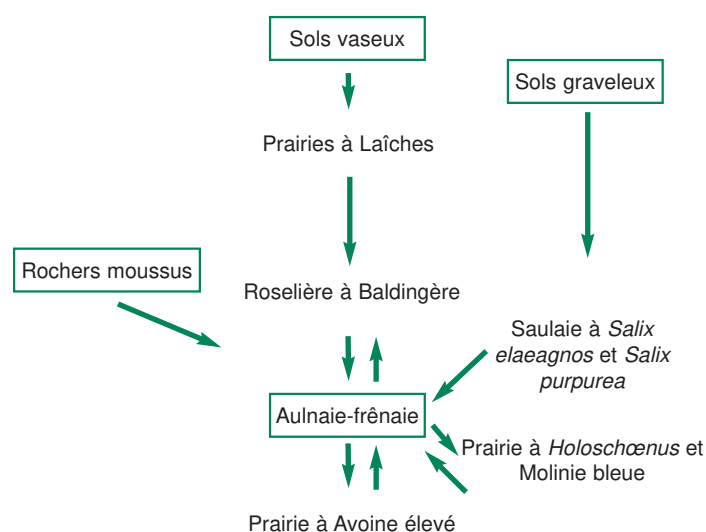 Sols vaseux
Sols graveleux
Prairies à Laîches
Rochers moussus
Roselière à Baldingère
Saulaie à Salix
elaeagnos et Salix
purpurea
Aulnaie-frênaie
Prairie à Holoschœnus et
Molinie bleue
Prairie à Avoine élevé